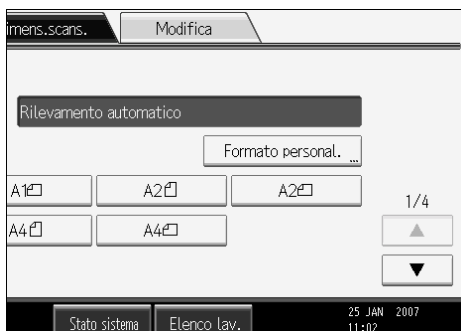 imens.scans. Modifica
Rilevamento automatico
Formato personal. ...
A1 A2 A2
1/4
A4 A4
Stato sistema Elenco lav. 25 JAN 2007
11:02